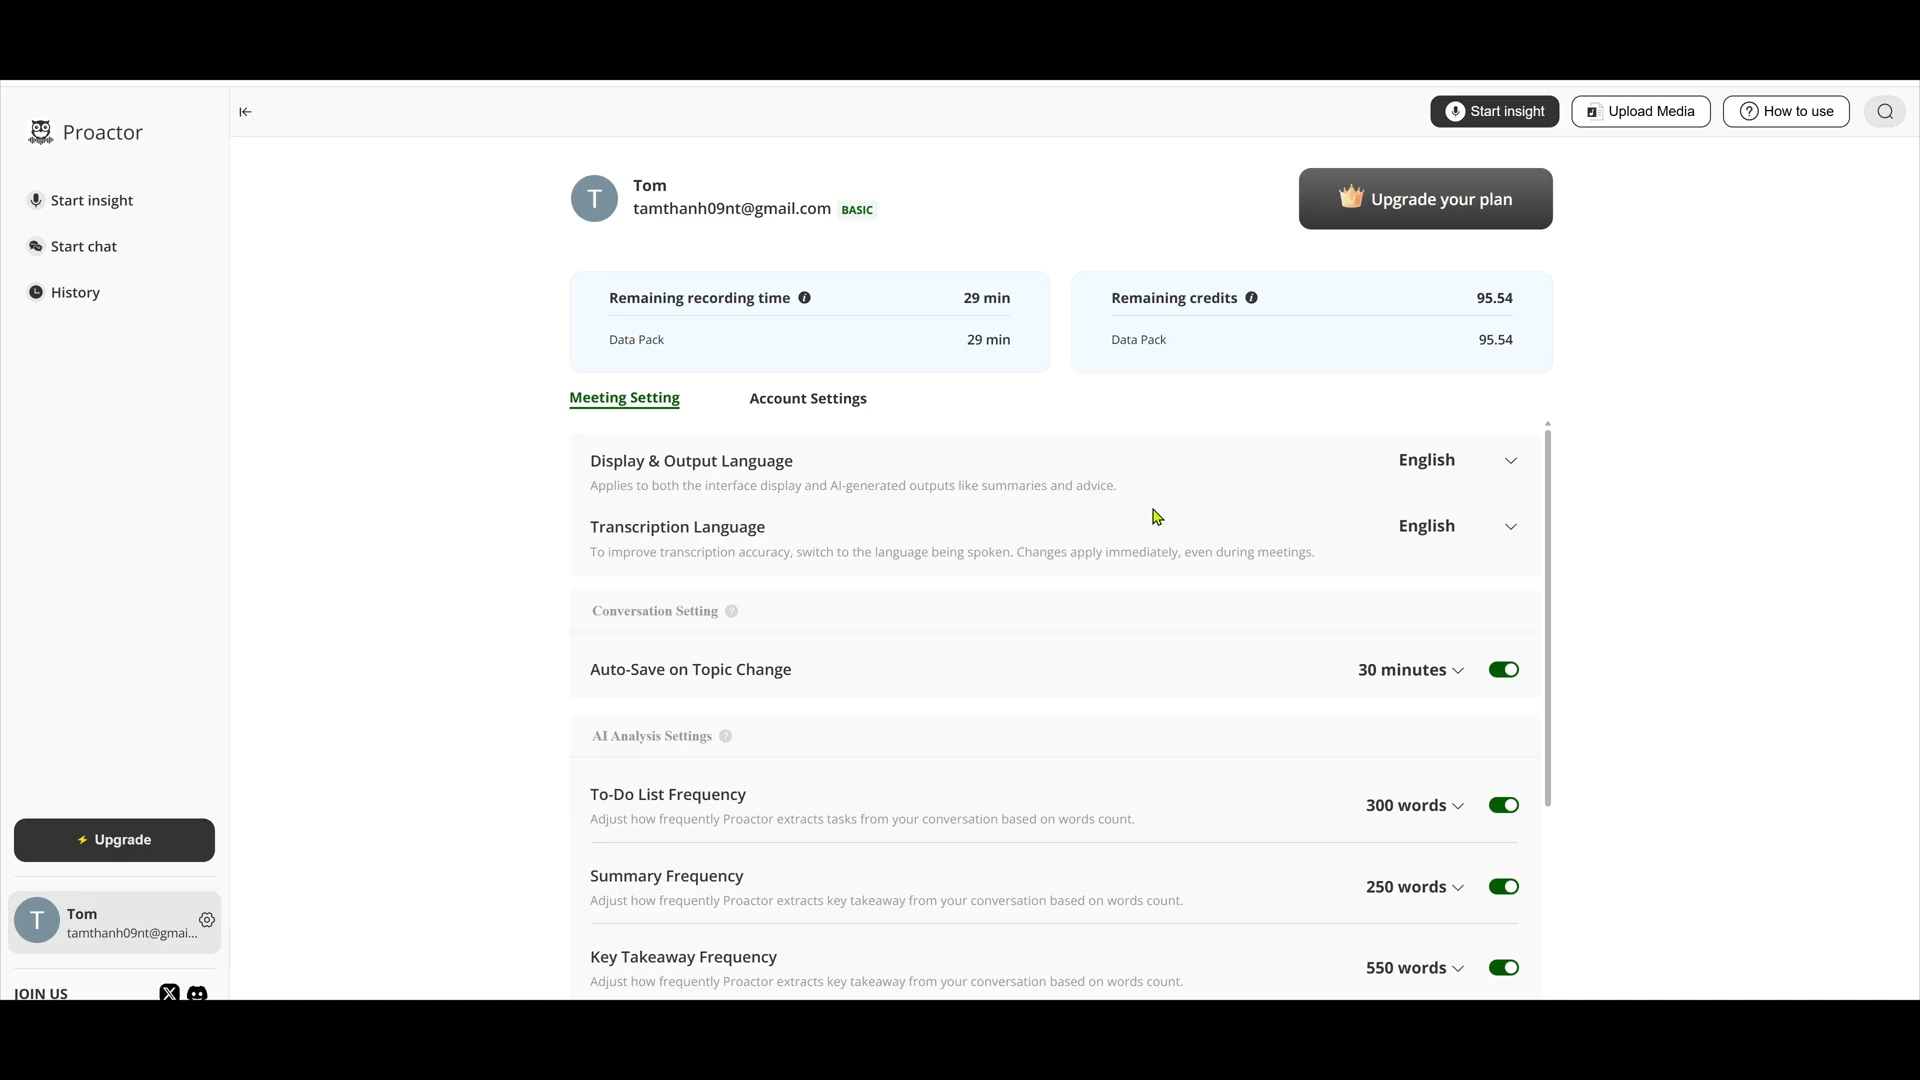 Proactor
Start insight
Upload Media
How to use
Start insight
Start chat
History
Tom
tamthanh09nt@gmail.com BASIC
Upgrade your plan
Remaining recording time 29 min
Data Pack 29 min
Remaining credits 95.54
Data Pack 95.54
Meeting Setting
Account Settings
Display & Output Language English
Applies to both the interface display and AI-generated outputs like summaries and advice.
Transcription Language English
To improve transcription accuracy, switch to the language being spoken. Changes apply immediately, even during meetings.
Conversation Setting
Auto-Save on Topic Change 30 minutes
AI Analysis Settings
To-Do List Frequency 300 words
Adjust how frequently Proactor extracts tasks from your conversation based on words count.
Summary Frequency 250 words
Adjust how frequently Proactor extracts key takeaway from your conversation based on words count.
Key Takeaway Frequency 550 words
Adjust how frequently Proactor extracts key takeaway from your conversation based on words count.
Upgrade
T
T
Tom
tamthanh09nt@gmai...
JOIN US